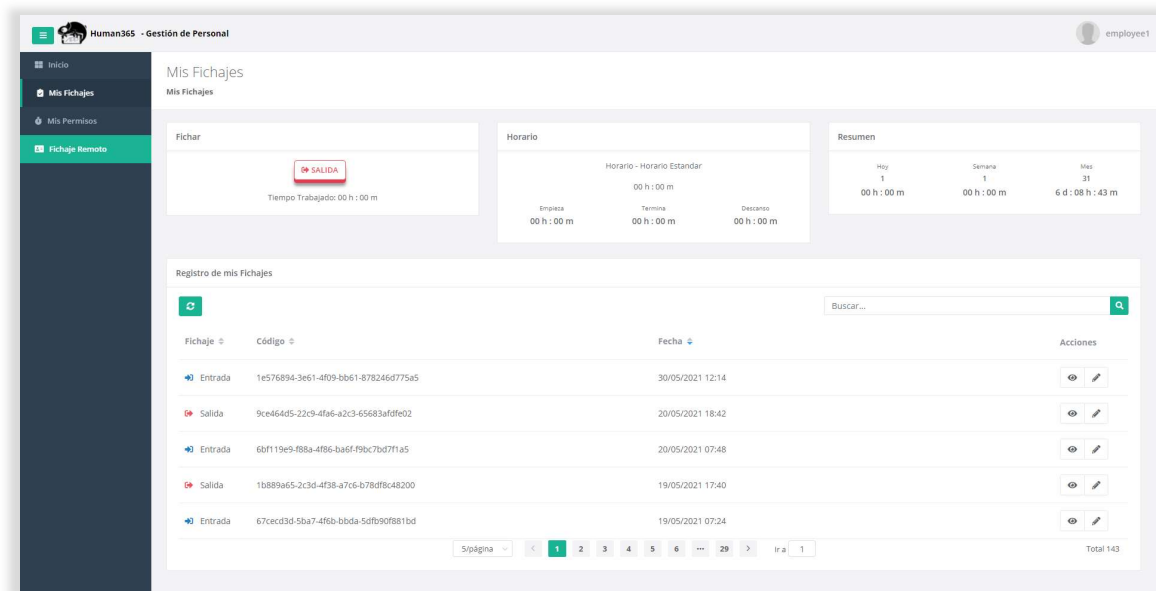 Human365 - Gestión de Personal
employee1
Inicio
Mis Fichajes
Mis Permisos
Fichaje Remoto
Mis Fichajes
Mis Fichajes
Fichar
SALIDA
Tiempo Trabajado: 00 h : 00 m
Horario
Horario - Horario Estandar
00 h : 00 m
Empieza Termina Descanso
00 h : 00 m 00 h : 00 m 00 h : 00 m
Resumen
Hoy Semana Mes
1 1 31
00 h : 00 m 00 h : 00 m 6 d : 08 h : 43 m
Registro de mis Fichajes
Buscar...
Fichaje Código Fecha Acciones
Entrada 1e576894-3e61-4f09-bb61-878246d775a5 30/05/2021 12:14
Salida 9ce464d5-22c9-4fa6-a2c3-65683afdfe02 20/05/2021 18:42
Entrada 6bf119e9-f88a-4f86-ba6f-f9bc7bd7f1a5 20/05/2021 07:48
Salida 1b889a65-2c3d-4f38-a7c6-b78df8c48200 19/05/2021 17:40
Entrada 67cecd3d-5ba7-4f6b-bbda-5dfb90f881bd 19/05/2021 07:24
5/página < 1 2 3 4 5 6 ··· 29 > Ir a 1 Total 143